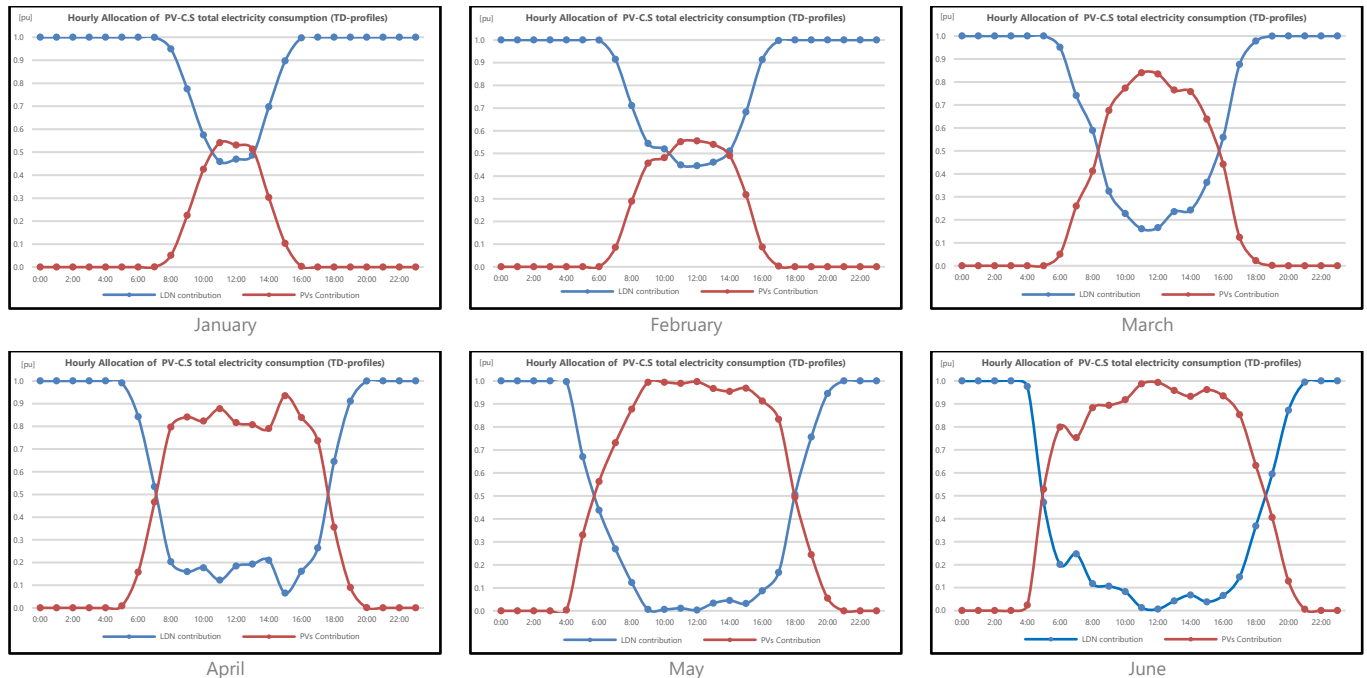 [pu] Hourly Allocation of PV-C.S total electricity consumption (TD-profiles)
1.0
0.9
0.8
0.7
0.6
0.5
0.4
0.3
0.2
0.1
0.0
0:00 2:00 4:00 6:00 8:00 10:00 12:00 14:00 16:00 18:00 20:00 22:00
LDN contribution PVs Contribution
January
[pu] Hourly Allocation of PV-C.S total electricity consumption (TD-profiles)
1.0
0.9
0.8
0.7
0.6
0.5
0.4
0.3
0.2
0.1
0.0
0:00 2:00 4:00 6:00 8:00 10:00 12:00 14:00 16:00 18:00 20:00 22:00
LDN contribution PVs Contribution
February
[pu] Hourly Allocation of PV-C.S total electricity consumption (TD-profiles)
1.0
0.9
0.8
0.7
0.6
0.5
0.4
0.3
0.2
0.1
0.0
0:00 2:00 4:00 6:00 8:00 10:00 12:00 14:00 16:00 18:00 20:00 22:00
LDN contribution PVs Contribution
March
[pu] Hourly Allocation of PV-C.S total electricity consumption (TD-profiles)
1.0
0.9
0.8
0.7
0.6
0.5
0.4
0.3
0.2
0.1
0.0
0:00 2:00 4:00 6:00 8:00 10:00 12:00 14:00 16:00 18:00 20:00 22:00
LDN contribution PVs Contribution
April
[pu] Hourly Allocation of PV-C.S total electricity consumption (TD-profiles)
1.0
0.9
0.8
0.7
0.6
0.5
0.4
0.3
0.2
0.1
0.0
0:00 2:00 4:00 6:00 8:00 10:00 12:00 14:00 16:00 18:00 20:00 22:00
LDN contribution PVs Contribution
May
[pu] Hourly Allocation of PV-C.S total electricity consumption (TD-profiles)
1.0
0.9
0.8
0.7
0.6
0.5
0.4
0.3
0.2
0.1
0.0
0:00 2:00 4:00 6:00 8:00 10:00 12:00 14:00 16:00 18:00 20:00 22:00
LDN contribution PVs Contribution
June